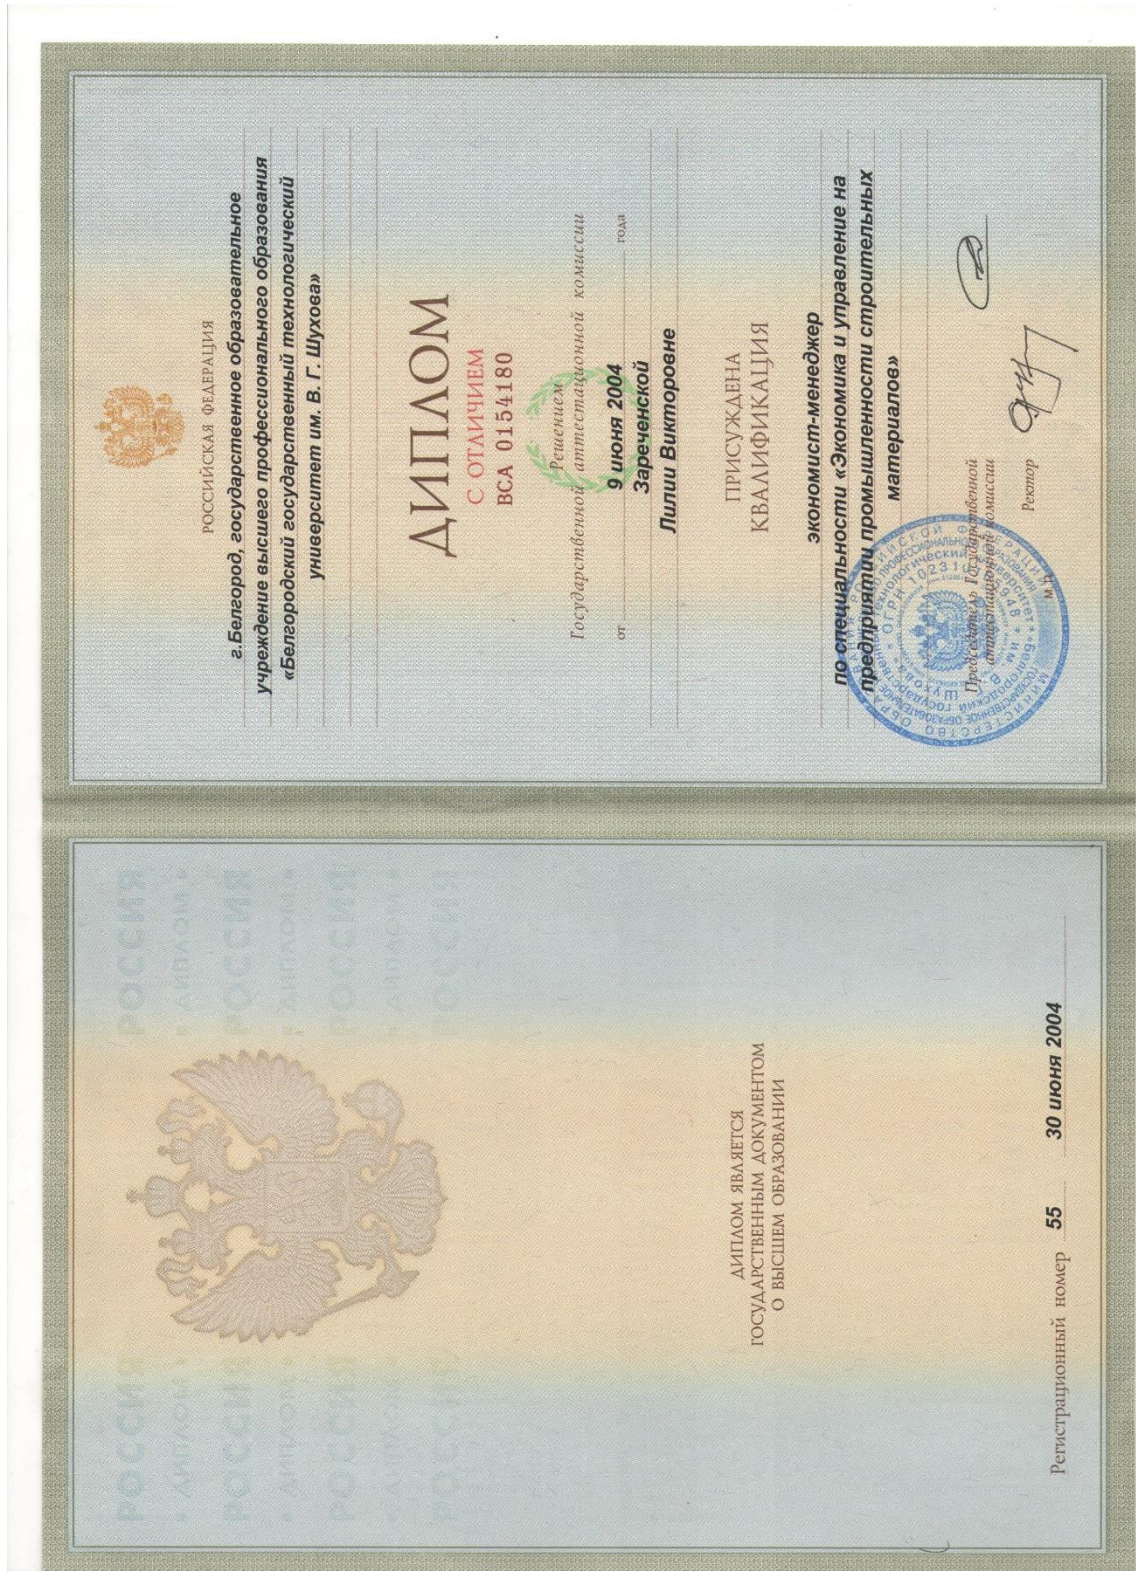 ДИПЛОМ ЯВЛЯЕТСЯ
ГОСУДАРСТВЕННЫМ ДОКУМЕНТОМ
О ВЫСШЕМ ОБРАЗОВАНИИ
Регистрационный номер 55 30 июня 2004
РОССИЙСКАЯ ФЕДЕРАЦИЯ
г.Белгород, государственное образовательное
учреждение высшего профессионального образования
«Белгородский государственный технологический
университет им. В. Г. Шухова»
ДИПЛОМ
С ОТЛИЧИЕМ
ВСА 0154180
Решением
Государственной аттестационной комиссии
от 9 июня 2004 года
Зареченской
Лилии Викторовне
ПРИСУЖДЕНА
КВАЛИФИКАЦИЯ
экономист-менеджер
по специальности «Экономика и управление на
предприятии промышленности строительных
материалов»
Председатель Государственной
аттестационной комиссии
Ректор
М.П.